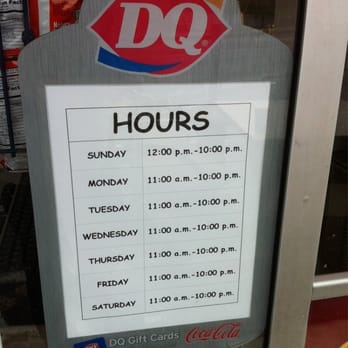 DQ
HOURS
SUNDAY 12:00 p.m.-10:00 p.m.
MONDAY 11:00 a.m.-10:00 p.m.
TUESDAY 11:00 a.m.-10:00 p.m.
WEDNESDAY 11:00 a.m.-10:00 p.m.
THURSDAY 11:00 a.m.-10:00 p.m.
FRIDAY 11:00 a.m.-10:00 p.m.
SATURDAY 11:00 a.m.-10:00 p.m.
DQ Gift Cards Coca-Cola